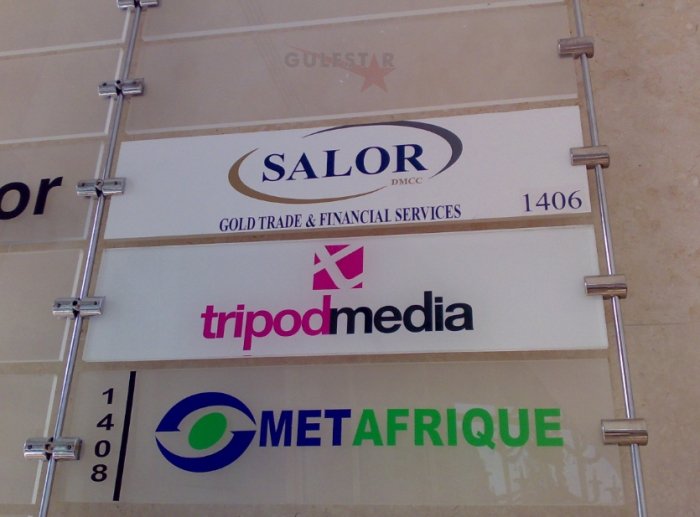 GULFSTAR
SALOR
DMCC
GOLD TRADE & FINANCIAL SERVICES
1406
or
tripodmedia
1408
METAFRIQUE